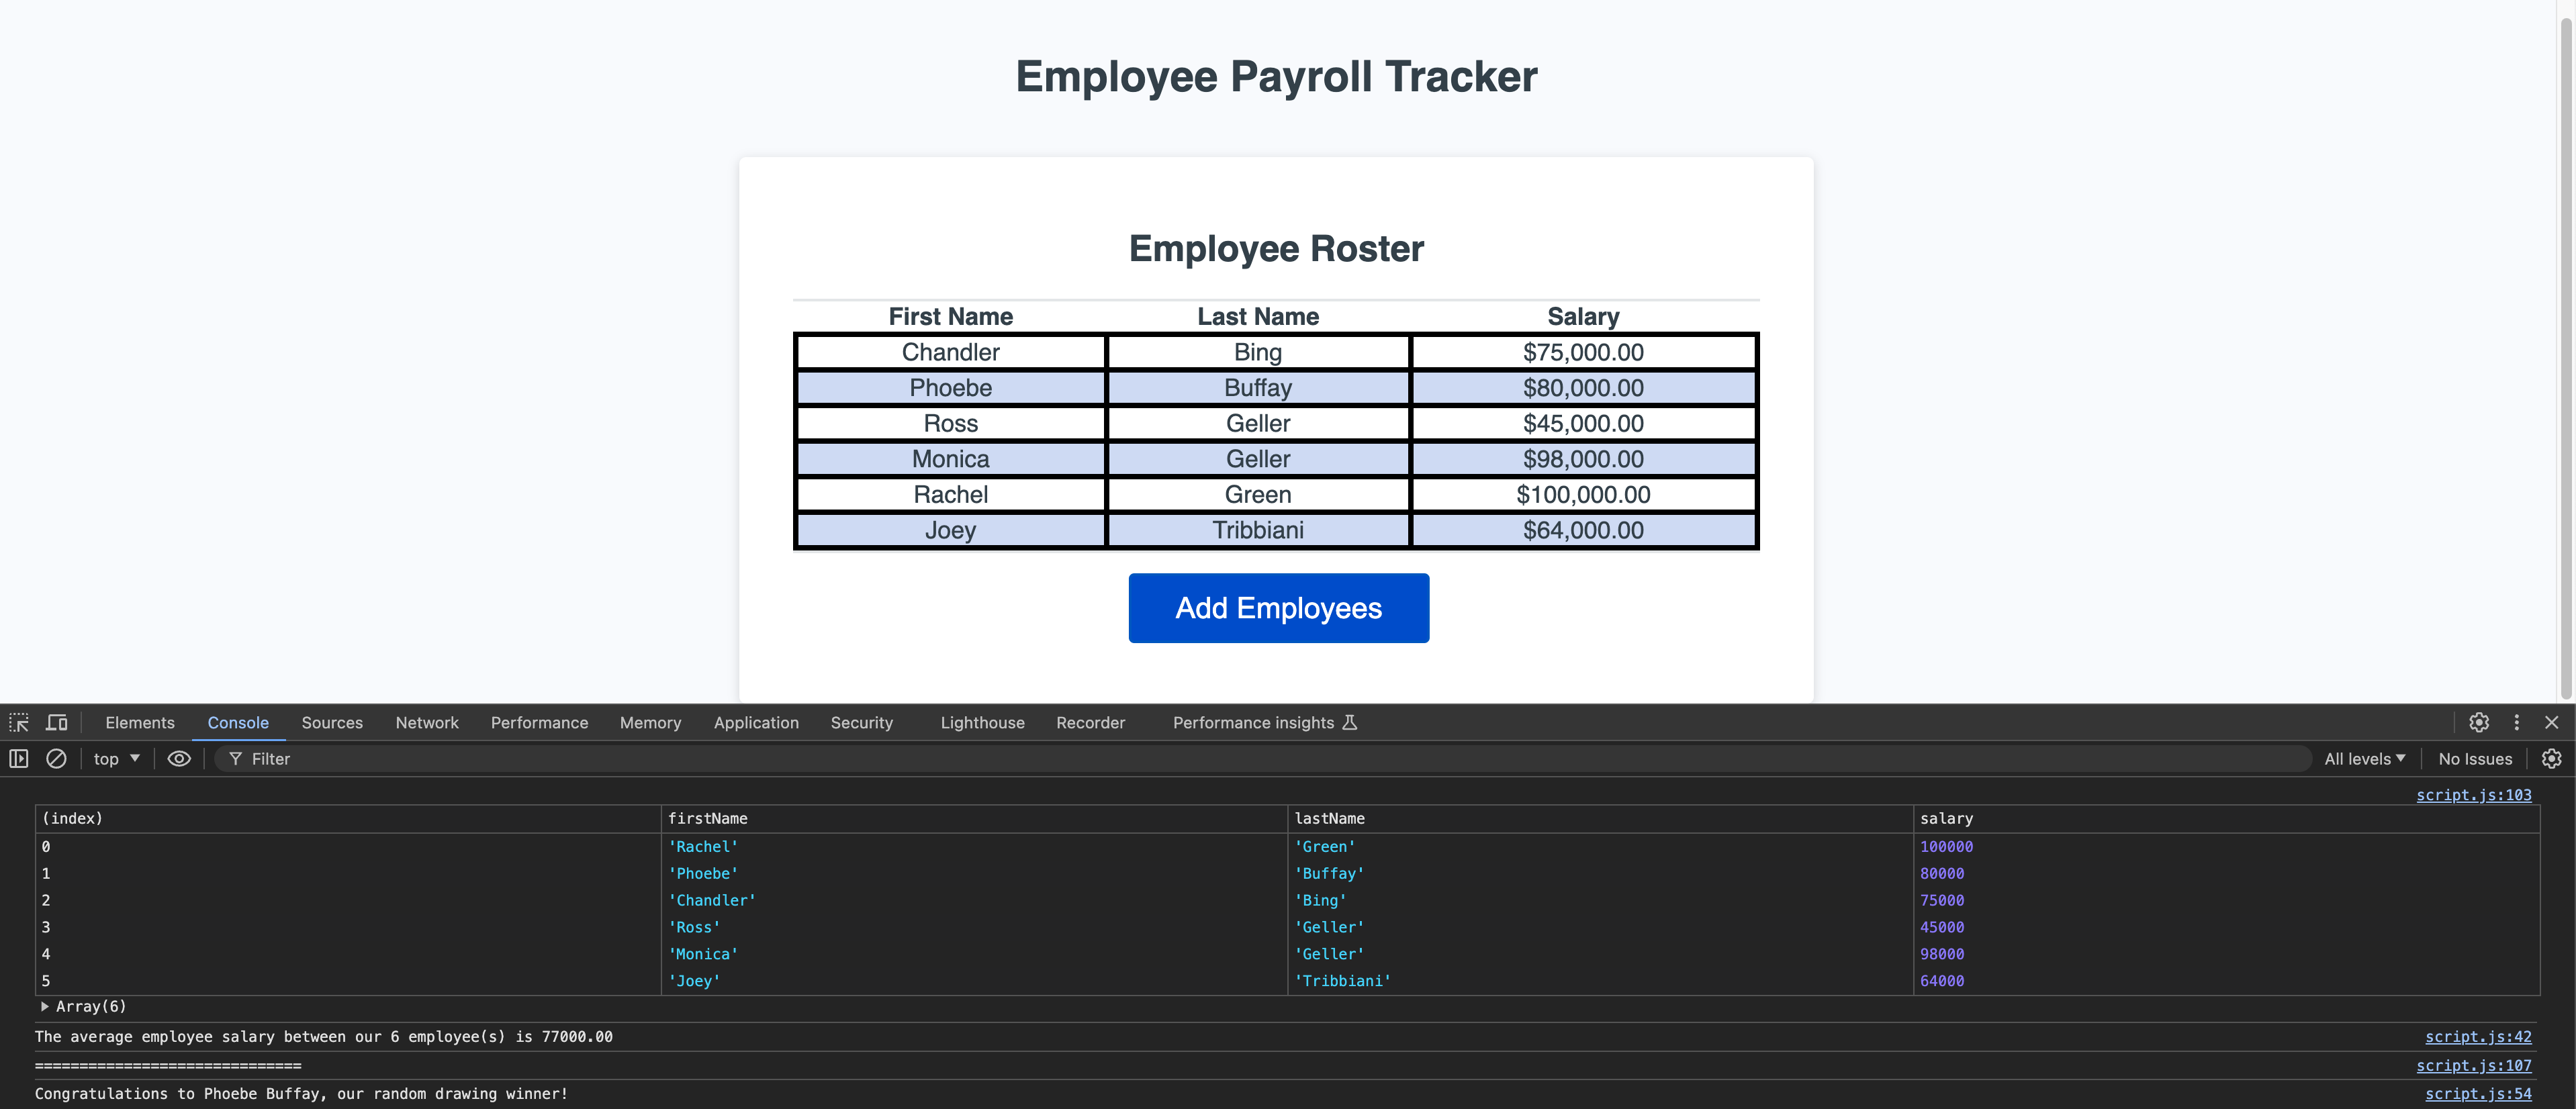 Employee Payroll Tracker
Employee Roster
First Name Last Name Salary
Chandler Bing $75,000.00
Phoebe Buffay $80,000.00
Ross Geller $45,000.00
Monica Geller $98,000.00
Rachel Green $100,000.00
Joey Tribbiani $64,000.00
Add Employees
Elements Console Sources Network Performance Memory Application Security Lighthouse Recorder Performance insights
top Filter All levels No Issues
script.js:103
(index) firstName lastName salary
0 'Rachel' 'Green' 100000
1 'Phoebe' 'Buffay' 80000
2 'Chandler' 'Bing' 75000
3 'Ross' 'Geller' 45000
4 'Monica' 'Geller' 98000
5 'Joey' 'Tribbiani' 64000
Array(6)
The average employee salary between our 6 employee(s) is 77000.00 script.js:42
============================== script.js:107
Congratulations to Phoebe Buffay, our random drawing winner! script.js:54